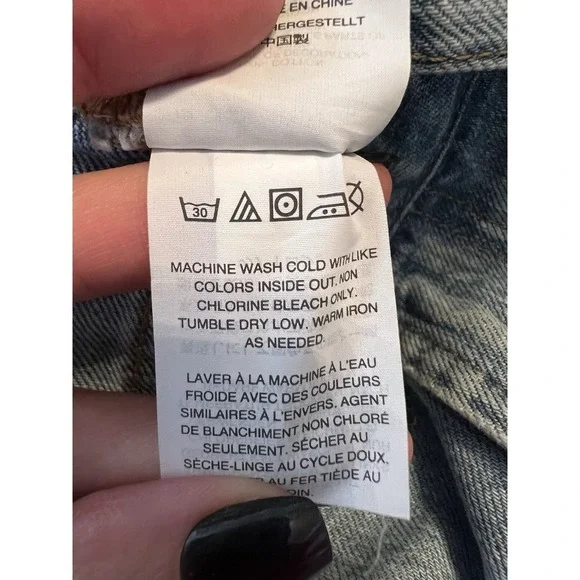 EN CHINE
HERGESTELLT
中国製
30
MACHINE WASH COLD WITH LIKE
COLORS INSIDE OUT. NON
CHLORINE BLEACH ONLY.
TUMBLE DRY LOW. WARM IRON
AS NEEDED.
LAVER À LA MACHINE À L'EAU
FROIDE AVEC DES COULEURS
SIMILAIRES À L'ENVERS. AGENT
DE BLANCHIMENT NON CHLORÉ
SEULEMENT. SÉCHER AU
SÈCHE-LINGE AU CYCLE DOUX.
AU FER TIÈDE AU